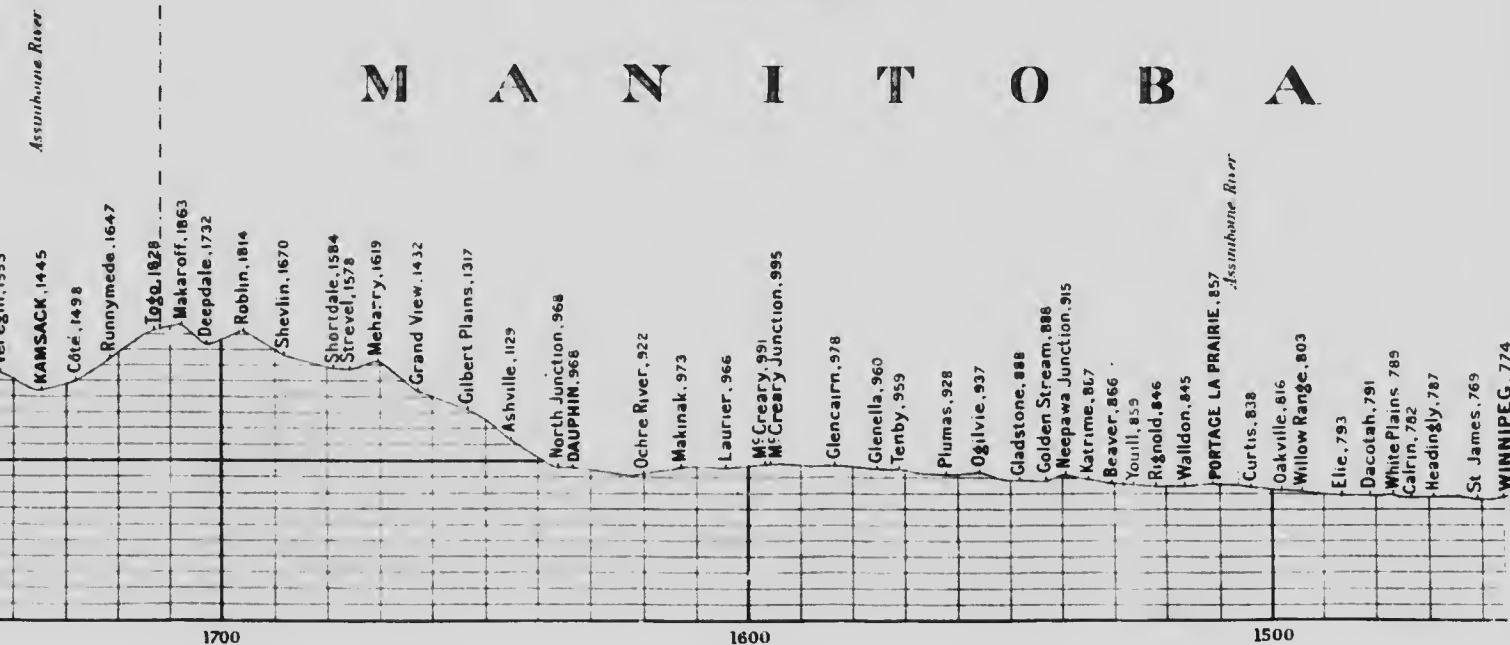 MANITOBA
Assiniboine River
Assiniboine River
KAMSACK, 1445
Côté, 1498
Runnymede, 1647
Togo, 1628
Makaroff, 1863
Deepdale, 1732
Roblin, 1814
Shevlin, 1670
Shortdale, 1584
Strevel, 1578
Meharry, 1619
Grand View, 1432
Gilbert Plains, 1317
Ashville, 1129
North Junction, 968
DAUPHIN, 968
Ochre River, 922
Makinak, 973
Laurier, 966
McCreary, 991
McCreary Junction, 995
Glencairn, 978
Glenella, 960
Tenby, 959
Plumas, 928
Ogilvie, 937
Gladstone, 888
Golden Stream, 888
Neepawa Junction, 915
Katrime, 867
Beaver, 866
Youill, 859
Rignold, 846
Walldon, 845
PORTAGE LA PRAIRIE, 857
Curtis, 838
Oakville, 816
Willow Range, 803
Elie, 793
Dacotah, 791
White Plains 789
Calrin, 782
Headingly, 787
St James, 769
WINNIPEG, 774
1700
1600
1500